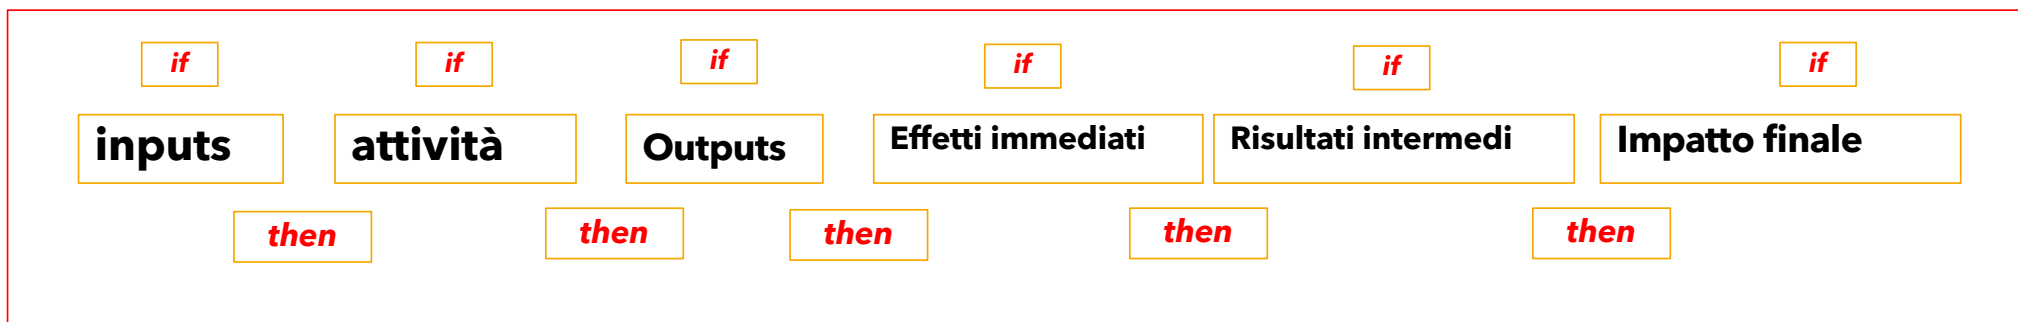 if if if if if if
inputs attività Outputs Effetti immediati Risultati intermedi Impatto finale
then then then then then